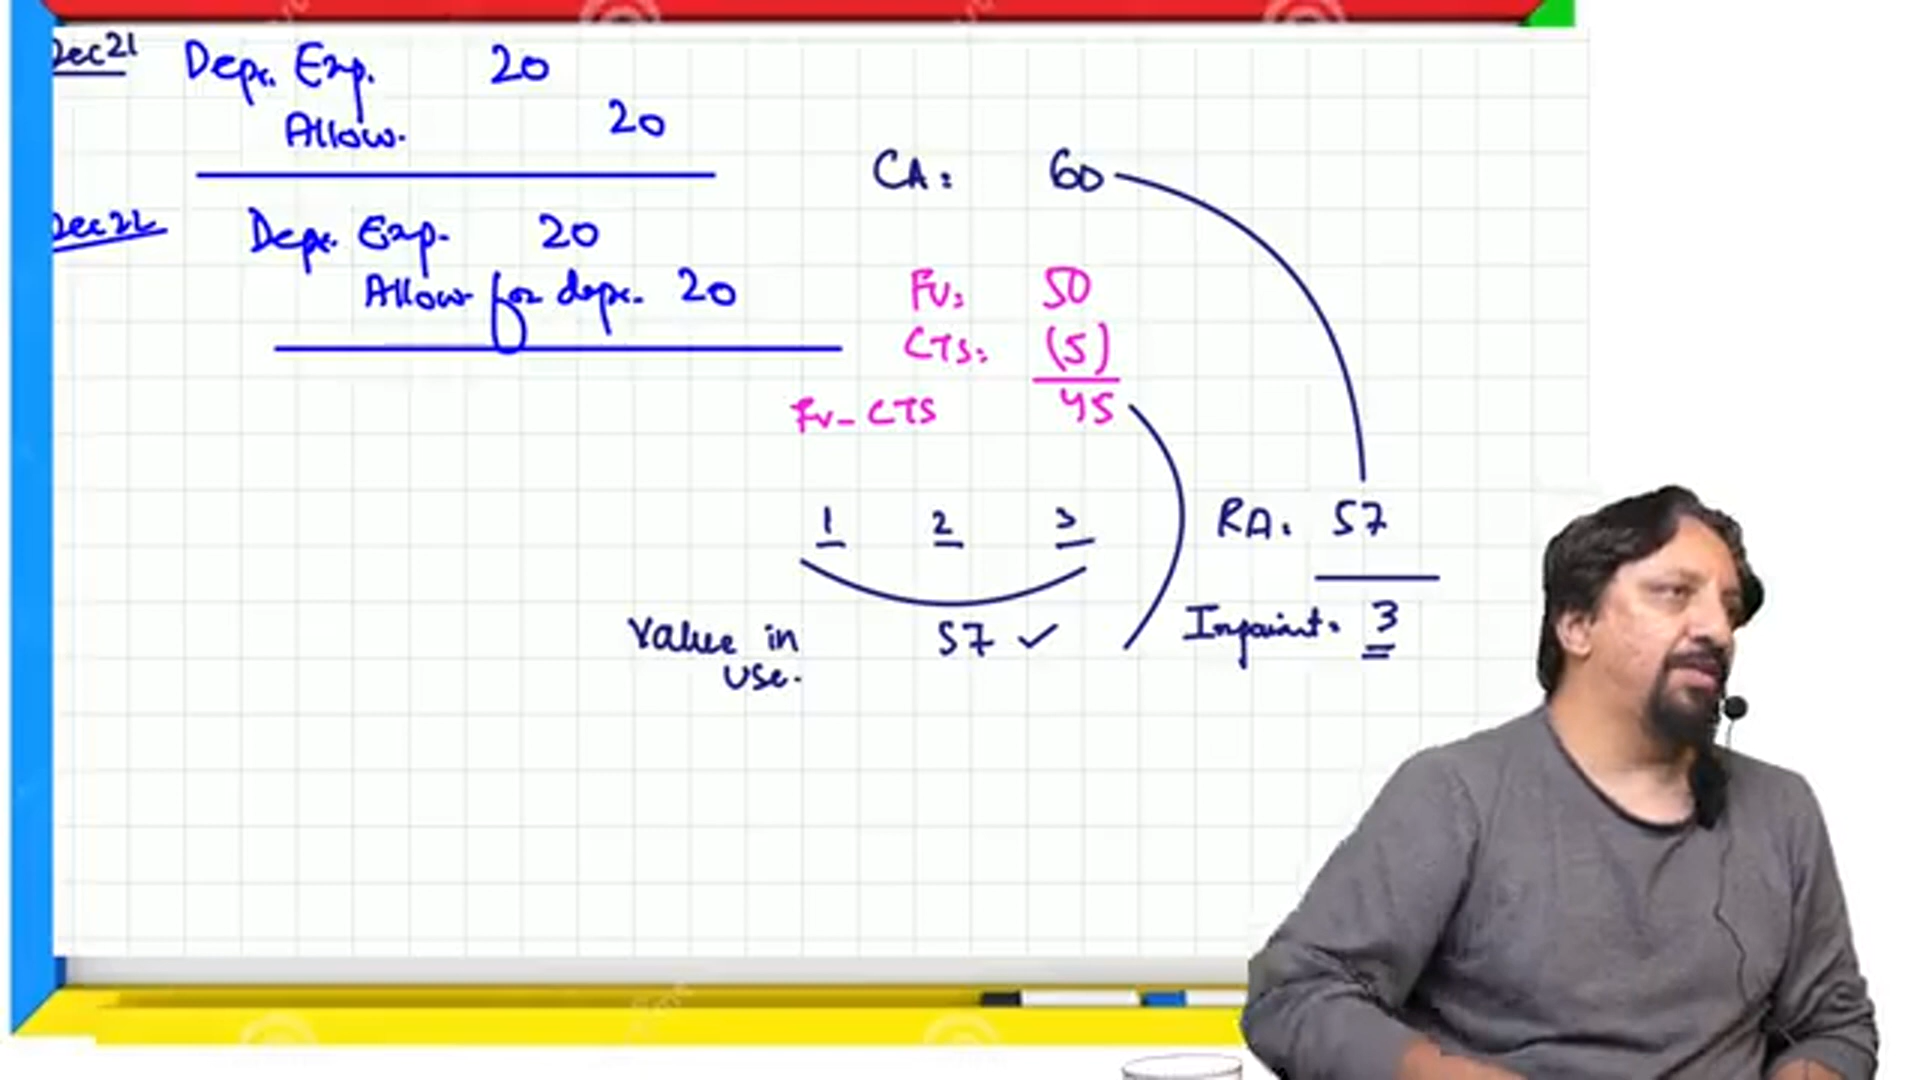 Dec21
Depr. Exp. 20
Allow. 20
Dec22
Depr. Exp. 20
Allow for depr. 20
CA: 60
FV: 50
CTS: (5)
FV-CTS 45
1 2 3
RA: 57
Value in use. 57 ✓
Impairmt: 3